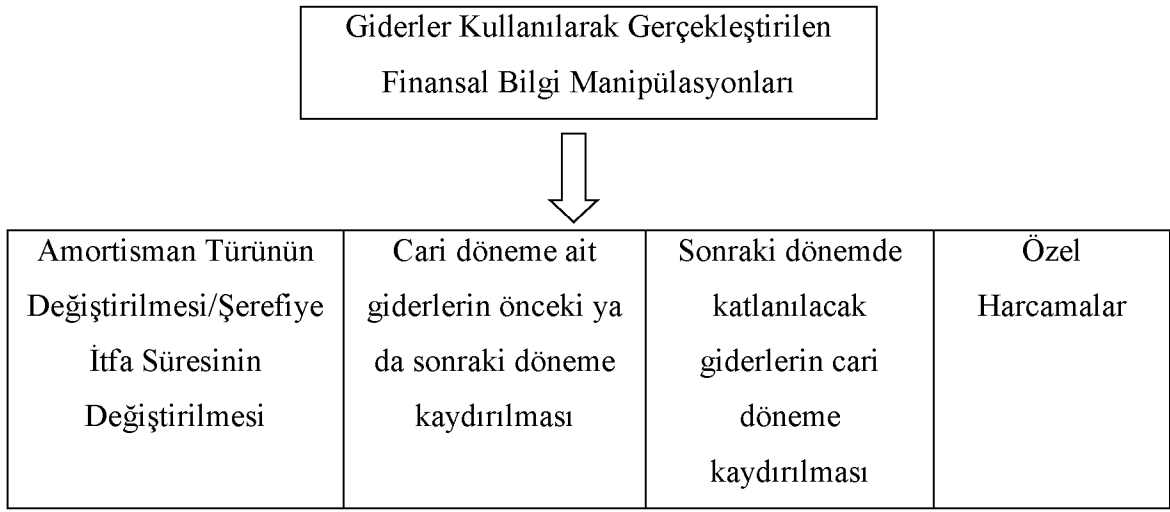 Giderler Kullanılarak Gerçekleştirilen
Finansal Bilgi Manipülasyonları
Amortisman Türünün
Değiştirilmesi/Şerefiye
İtfa Süresinin
Değiştirilmesi
Cari döneme ait
giderlerin önceki ya
da sonraki döneme
kaydırılması
Sonraki dönemde
katlanılacak
giderlerin cari
döneme
kaydırılması
Özel
Harcamalar